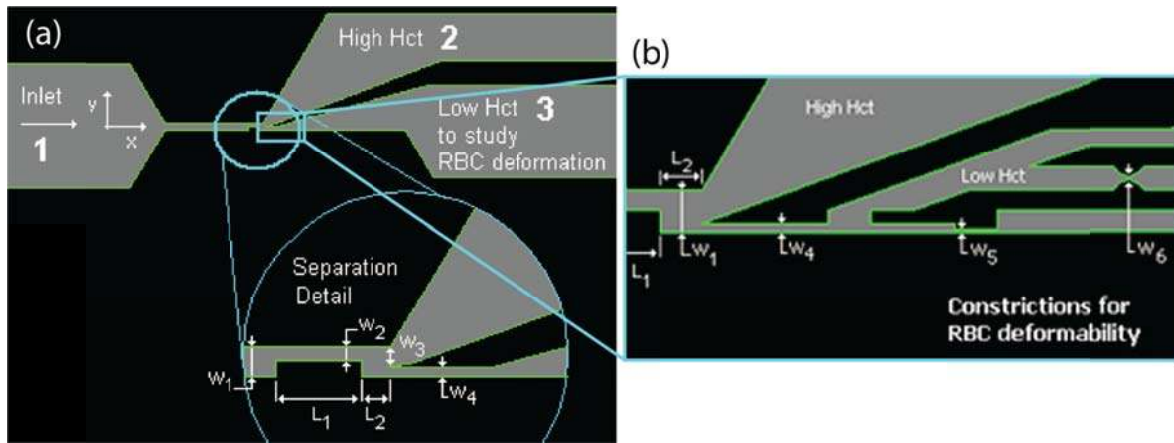 (a)
High Hct 2
Inlet
1
y
x
Low Hct 3
to study
RBC deformation
Separation
Detail
W1
W2
W3
W4
L1
L2
(b)
High Hct
L2
Low Hct
L1
W1
W4
W5
W6
Constrictions for
RBC deformability